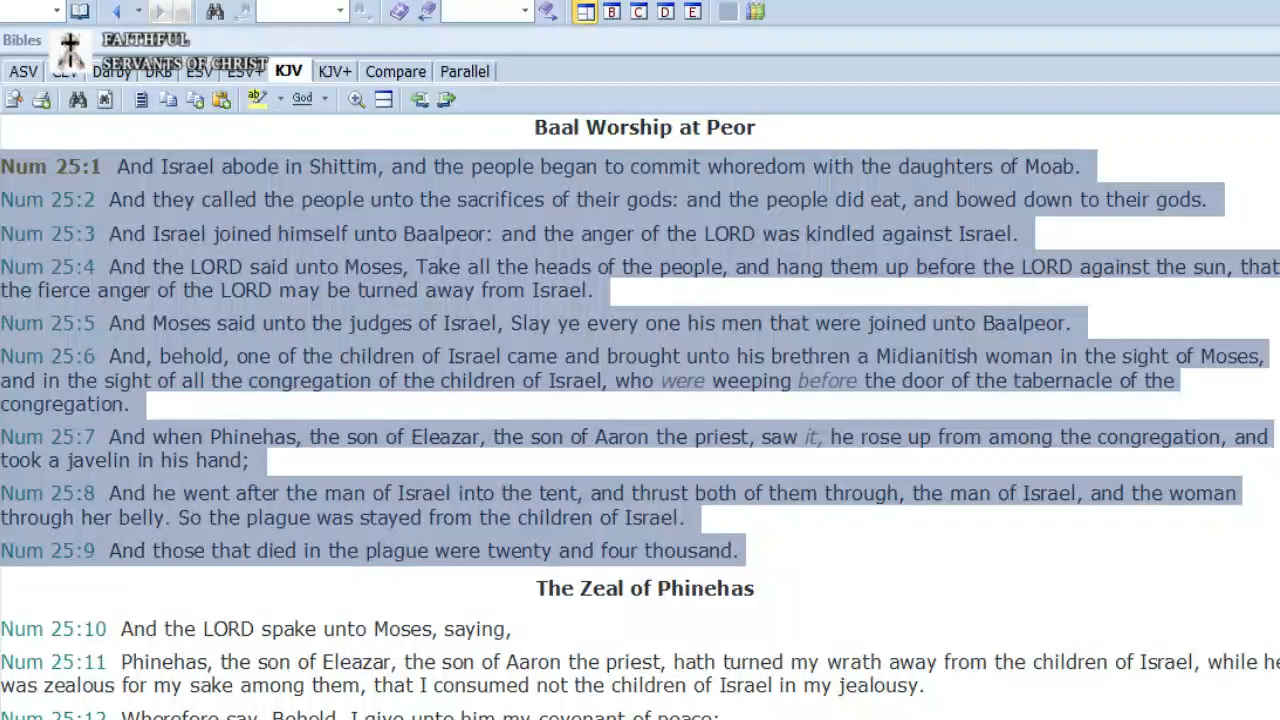 B C D E
Bibles
FAITHFUL
SERVANTS OF CHRIST
ASV CEV Darby DRB ESV ESV+ KJV KJV+ Compare Parallel
ab God
Baal Worship at Peor
Num 25:1 And Israel abode in Shittim, and the people began to commit whoredom with the daughters of Moab.
Num 25:2 And they called the people unto the sacrifices of their gods: and the people did eat, and bowed down to their gods.
Num 25:3 And Israel joined himself unto Baalpeor: and the anger of the LORD was kindled against Israel.
Num 25:4 And the LORD said unto Moses, Take all the heads of the people, and hang them up before the LORD against the sun, that
the fierce anger of the LORD may be turned away from Israel.
Num 25:5 And Moses said unto the judges of Israel, Slay ye every one his men that were joined unto Baalpeor.
Num 25:6 And, behold, one of the children of Israel came and brought unto his brethren a Midianitish woman in the sight of Moses,
and in the sight of all the congregation of the children of Israel, who were weeping before the door of the tabernacle of the
congregation.
Num 25:7 And when Phinehas, the son of Eleazar, the son of Aaron the priest, saw it, he rose up from among the congregation, and
took a javelin in his hand;
Num 25:8 And he went after the man of Israel into the tent, and thrust both of them through, the man of Israel, and the woman
through her belly. So the plague was stayed from the children of Israel.
Num 25:9 And those that died in the plague were twenty and four thousand.
The Zeal of Phinehas
Num 25:10 And the LORD spake unto Moses, saying,
Num 25:11 Phinehas, the son of Eleazar, the son of Aaron the priest, hath turned my wrath away from the children of Israel, while he
was zealous for my sake among them, that I consumed not the children of Israel in my jealousy.
Num 25:12 Wherefore say, Behold, I give unto him my covenant of peace: